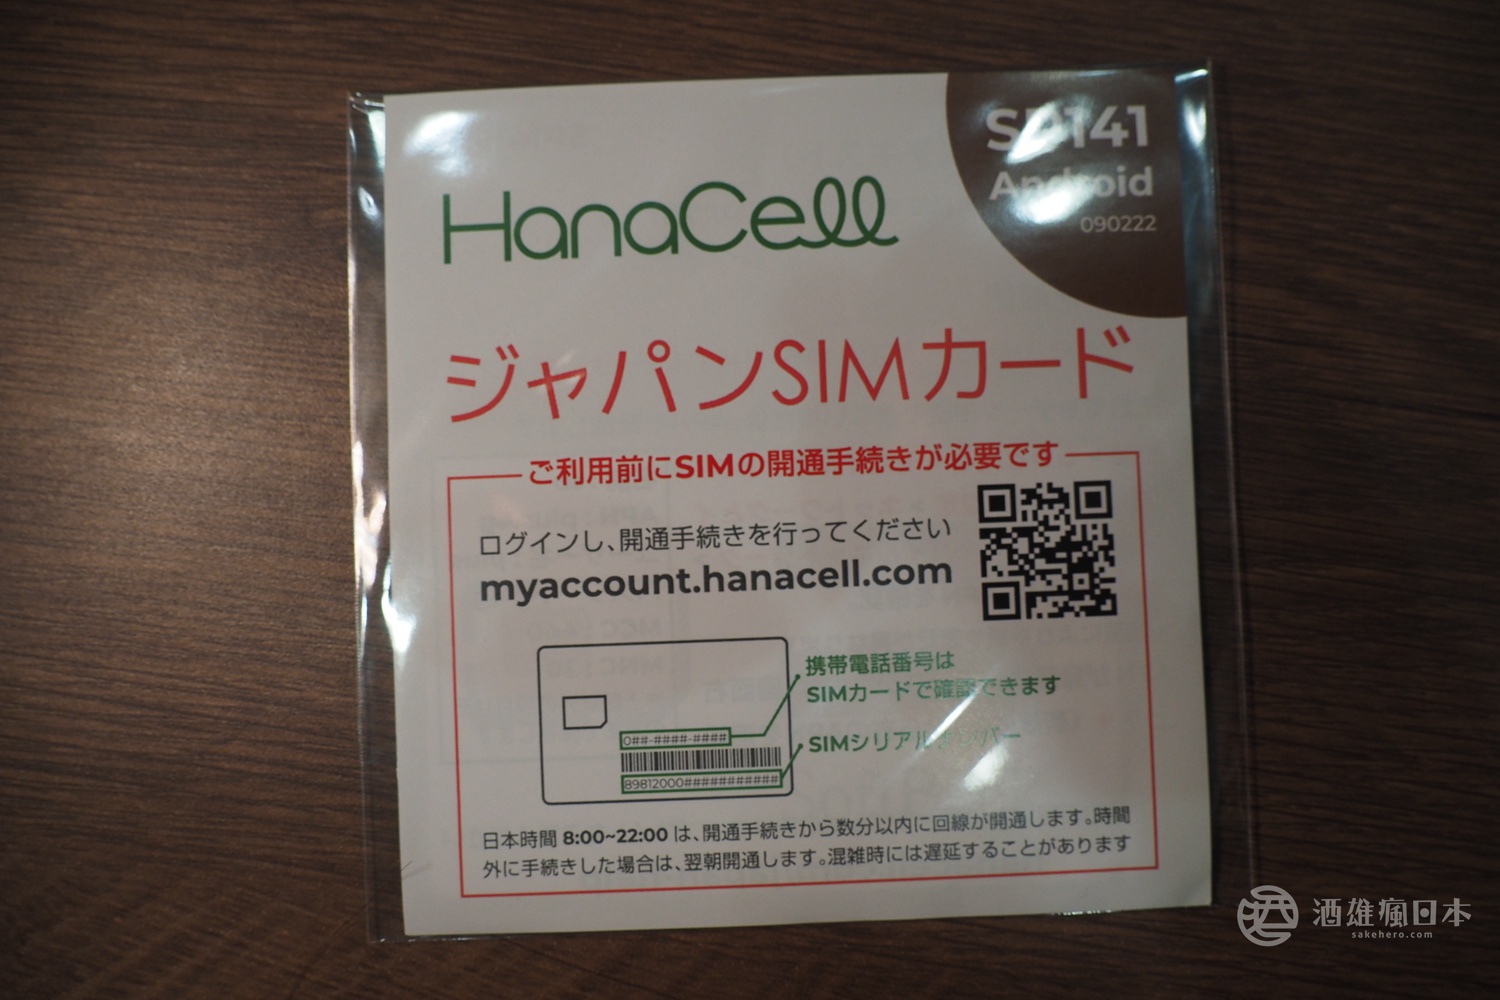 HanaCell
SP141
Android
090222
ジャパンSIMカード
ご利用前にSIMの開通手続きが必要です
ログインし、開通手続きを行ってください
myaccount.hanacell.com
携帯電話番号は
SIMカードで確認できます
0##-####-####
SIMシリアルナンバー
89812000###########
日本時間 8:00~22:00 は、開通手続きから数分以内に回線が開通します。時間
外に手続きした場合は、翌朝開通します。混雑時には遅延することがあります
酒雄瘋日本
sakehero.com